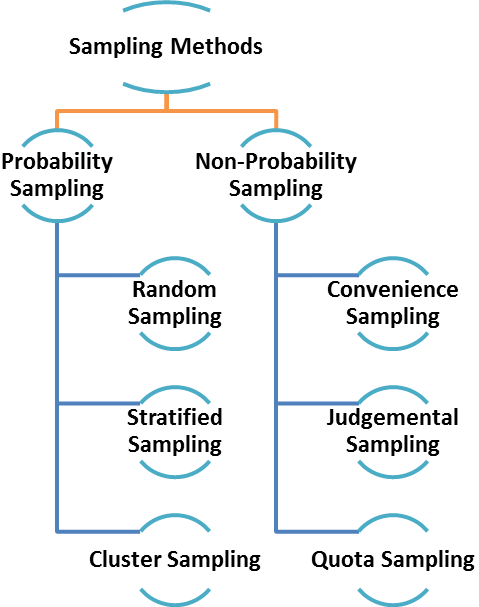 Sampling Methods
Probability
Sampling
Non-Probability
Sampling
Random
Sampling
Stratified
Sampling
Cluster Sampling
Convenience
Sampling
Judgemental
Sampling
Quota Sampling